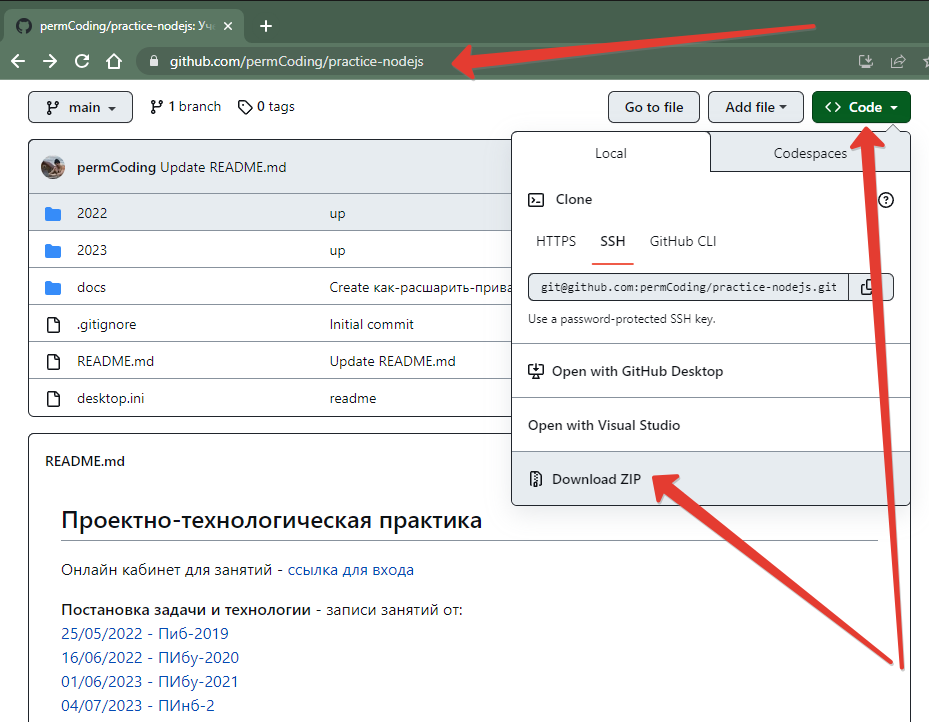 permCoding/practice-nodejs: Уч
github.com/permCoding/practice-nodejs
main 1 branch 0 tags Go to file Add file Code
permCoding Update README.md
2022 up
2023 up
docs Create как-расшарить-прива
.gitignore Initial commit
README.md Update README.md
desktop.ini readme
Local Codespaces
Clone
HTTPS SSH GitHub CLI
git@github.com:permCoding/practice-nodejs.git
Use a password-protected SSH key.
Open with GitHub Desktop
Open with Visual Studio
Download ZIP
README.md
Проектно-технологическая практика
Онлайн кабинет для занятий - ссылка для входа
Постановка задачи и технологии - записи занятий от:
25/05/2022 - Пиб-2019
16/06/2022 - ПИбу-2020
01/06/2023 - ПИбу-2021
04/07/2023 - ПИнб-2